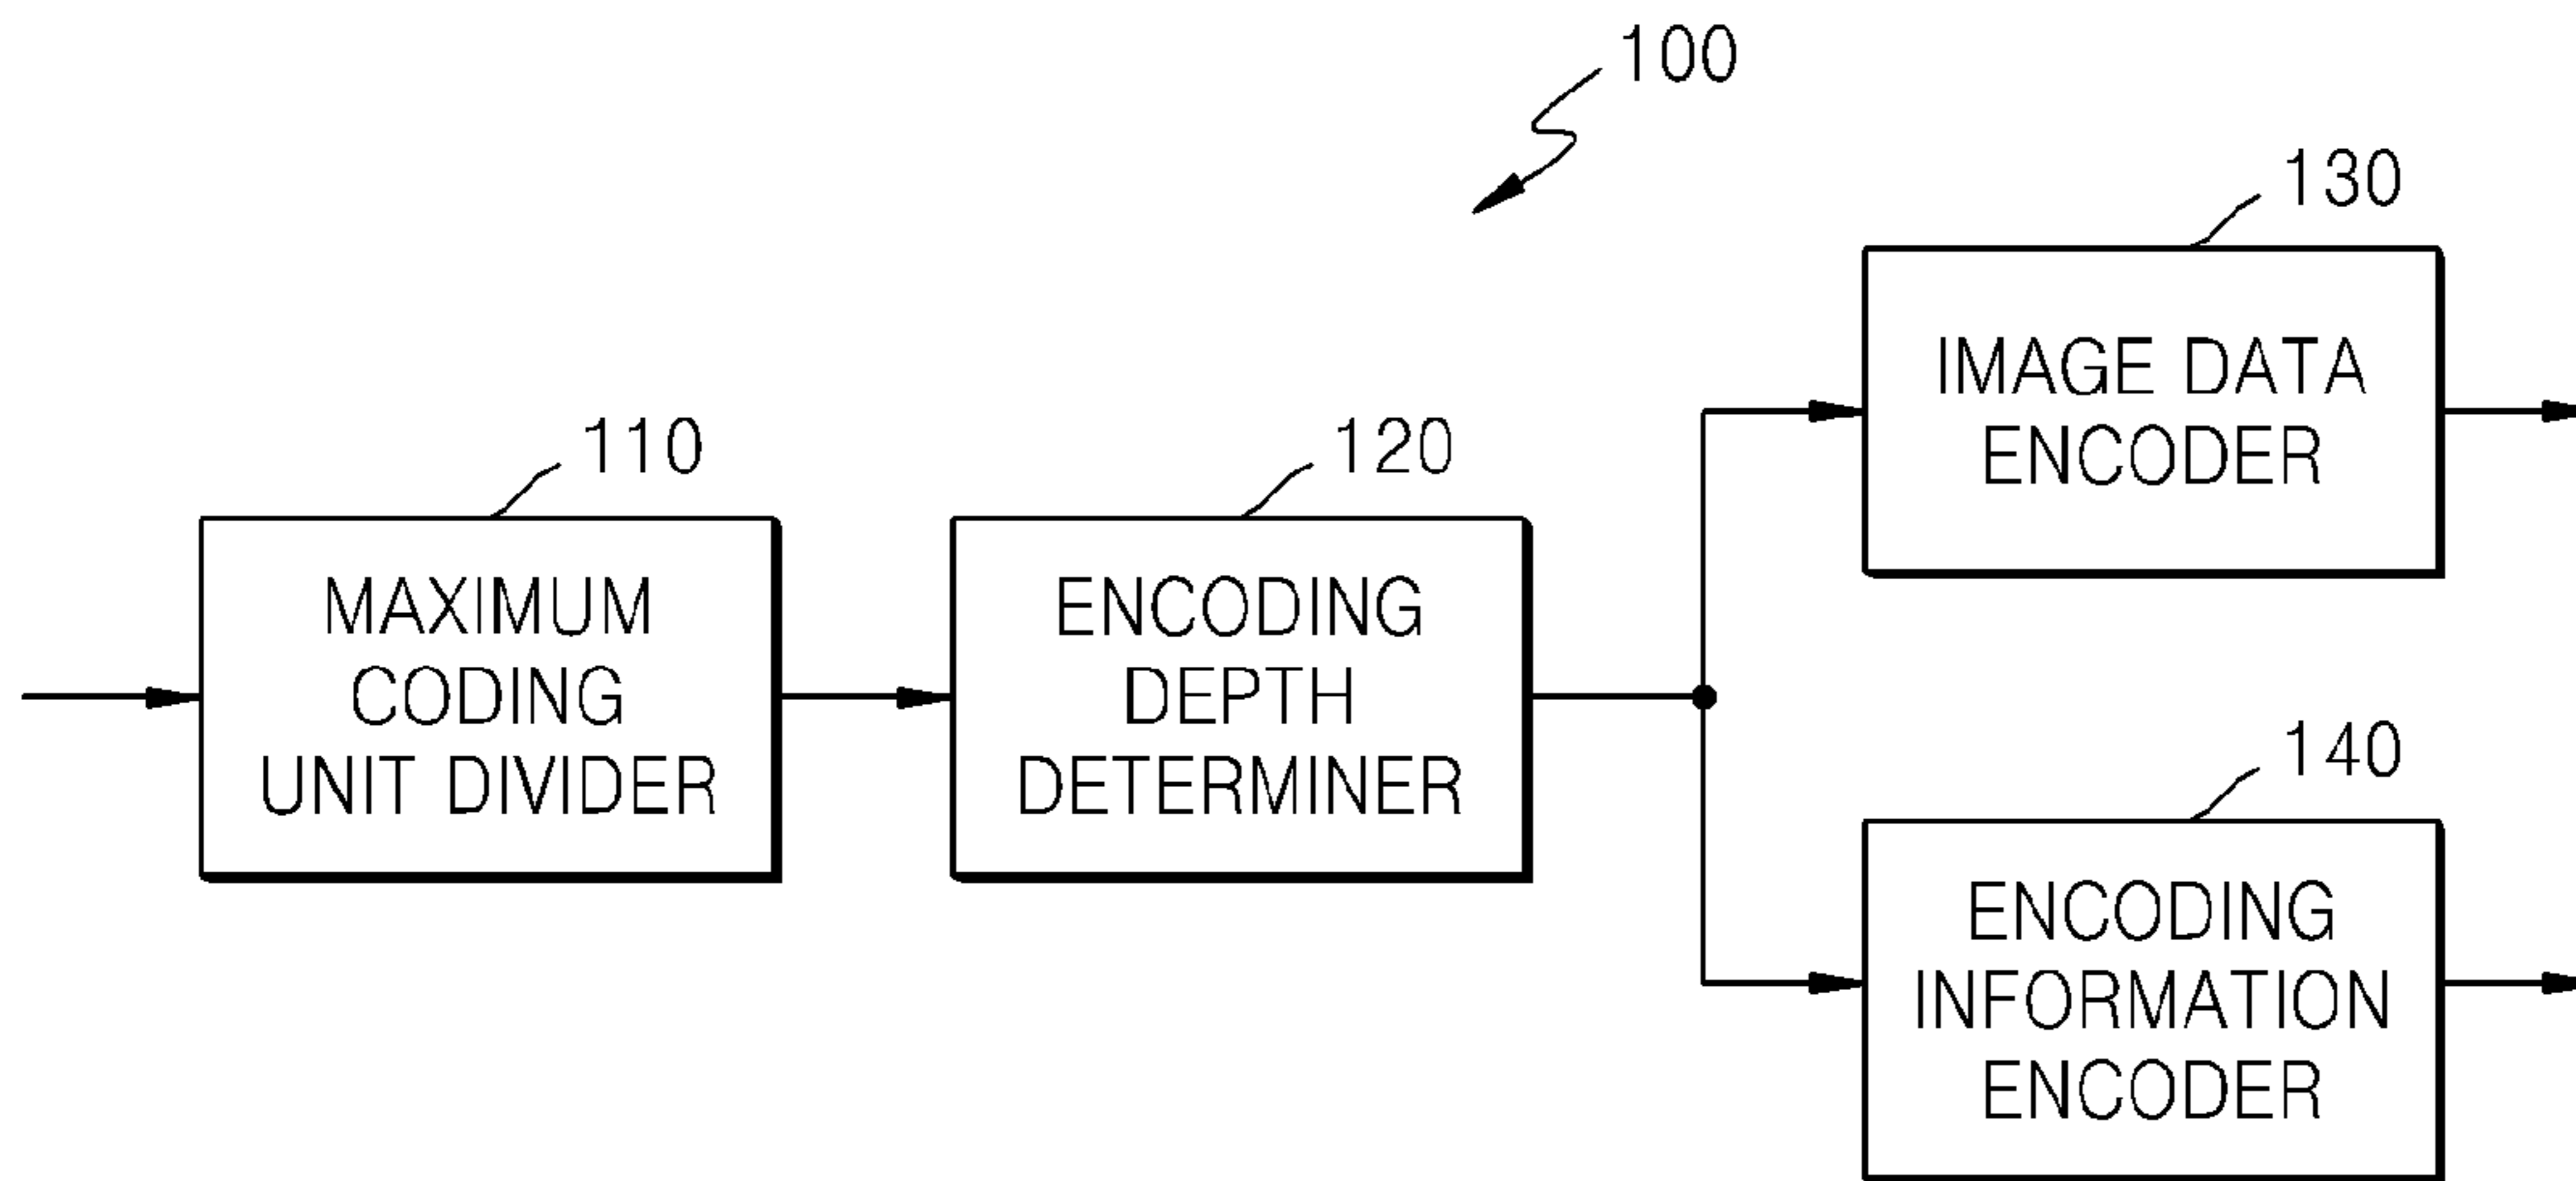 100
130
IMAGE DATA
ENCODER
110
MAXIMUM
CODING
UNIT DIVIDER
120
ENCODING
DEPTH
DETERMINER
140
ENCODING
INFORMATION
ENCODER